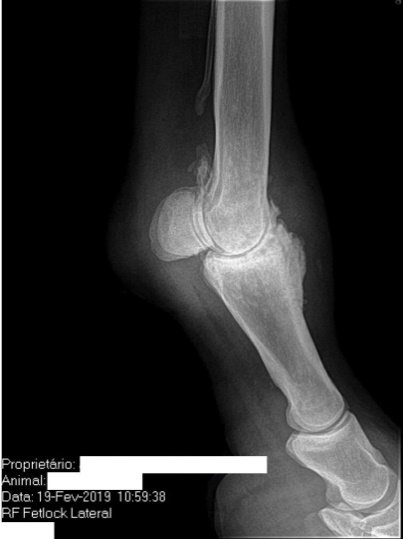 Proprietário:
Animal:
Data: 19-Fev-2019 10:59:38
RF Fetlock Lateral